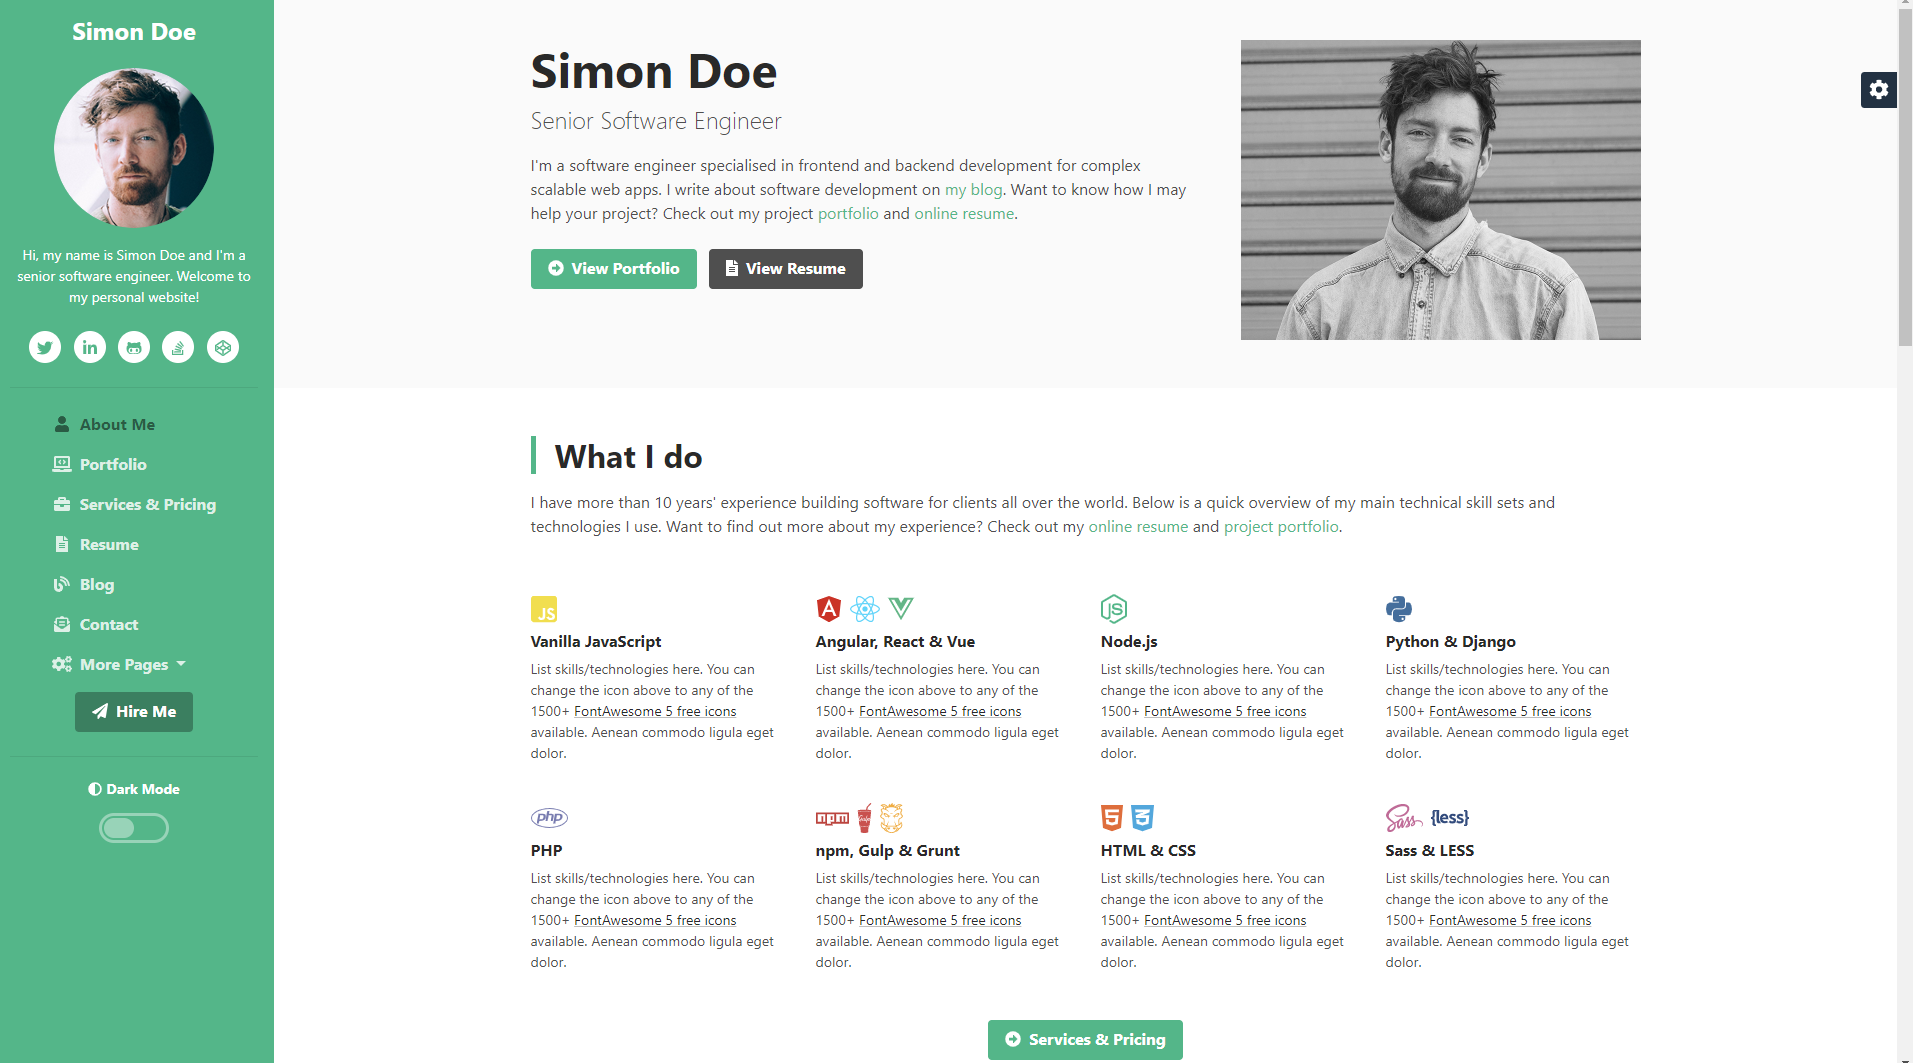 Simon Doe
Hi, my name is Simon Doe and I'm a
senior software engineer. Welcome to
my personal website!
About Me
Portfolio
Services & Pricing
Resume
Blog
Contact
More Pages
Hire Me
Dark Mode
Simon Doe
Senior Software Engineer
I'm a software engineer specialised in frontend and backend development for complex
scalable web apps. I write about software development on my blog. Want to know how I may
help your project? Check out my project portfolio and online resume.
View Portfolio
View Resume
What I do
I have more than 10 years' experience building software for clients all over the world. Below is a quick overview of my main technical skill sets and
technologies I use. Want to find out more about my experience? Check out my online resume and project portfolio.
JS
Vanilla JavaScript
List skills/technologies here. You can
change the icon above to any of the
1500+ FontAwesome 5 free icons
available. Aenean commodo ligula eget
dolor.
Angular, React & Vue
List skills/technologies here. You can
change the icon above to any of the
1500+ FontAwesome 5 free icons
available. Aenean commodo ligula eget
dolor.
Node.js
List skills/technologies here. You can
change the icon above to any of the
1500+ FontAwesome 5 free icons
available. Aenean commodo ligula eget
dolor.
Python & Django
List skills/technologies here. You can
change the icon above to any of the
1500+ FontAwesome 5 free icons
available. Aenean commodo ligula eget
dolor.
php
PHP
List skills/technologies here. You can
change the icon above to any of the
1500+ FontAwesome 5 free icons
available. Aenean commodo ligula eget
dolor.
npm Gulp
npm, Gulp & Grunt
List skills/technologies here. You can
change the icon above to any of the
1500+ FontAwesome 5 free icons
available. Aenean commodo ligula eget
dolor.
5 3
HTML & CSS
List skills/technologies here. You can
change the icon above to any of the
1500+ FontAwesome 5 free icons
available. Aenean commodo ligula eget
dolor.
Sass {less}
Sass & LESS
List skills/technologies here. You can
change the icon above to any of the
1500+ FontAwesome 5 free icons
available. Aenean commodo ligula eget
dolor.
Services & Pricing